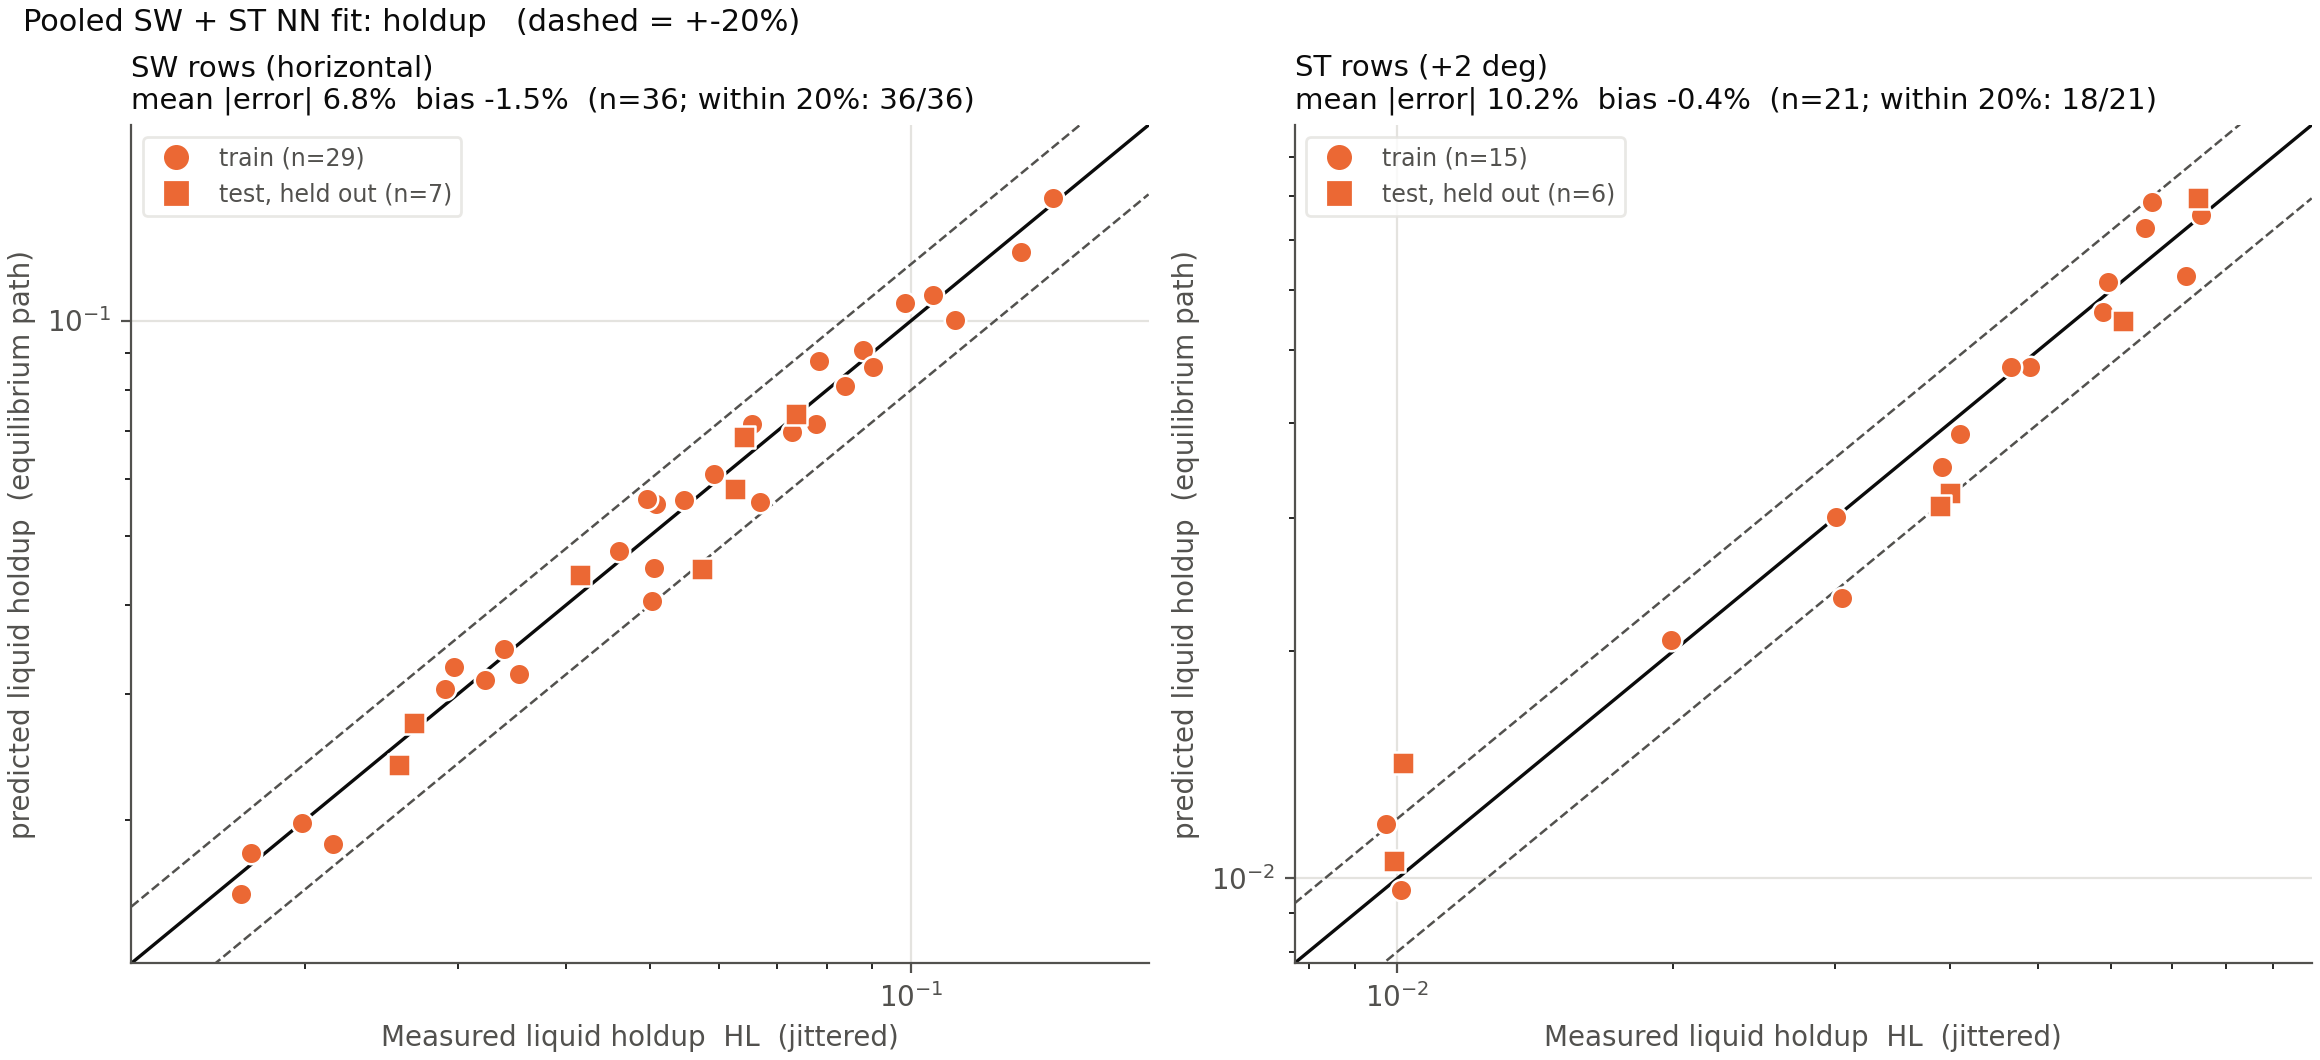 Pooled SW + ST NN fit: holdup (dashed = +-20%)
SW rows (horizontal)
mean |error| 6.8% bias -1.5% (n=36; within 20%: 36/36)
train (n=29)
test, held out (n=7)
predicted liquid holdup (equilibrium path)
10⁻¹
10⁻¹
Measured liquid holdup HL (jittered)
ST rows (+2 deg)
mean |error| 10.2% bias -0.4% (n=21; within 20%: 18/21)
train (n=15)
test, held out (n=6)
predicted liquid holdup (equilibrium path)
10⁻²
10⁻²
Measured liquid holdup HL (jittered)